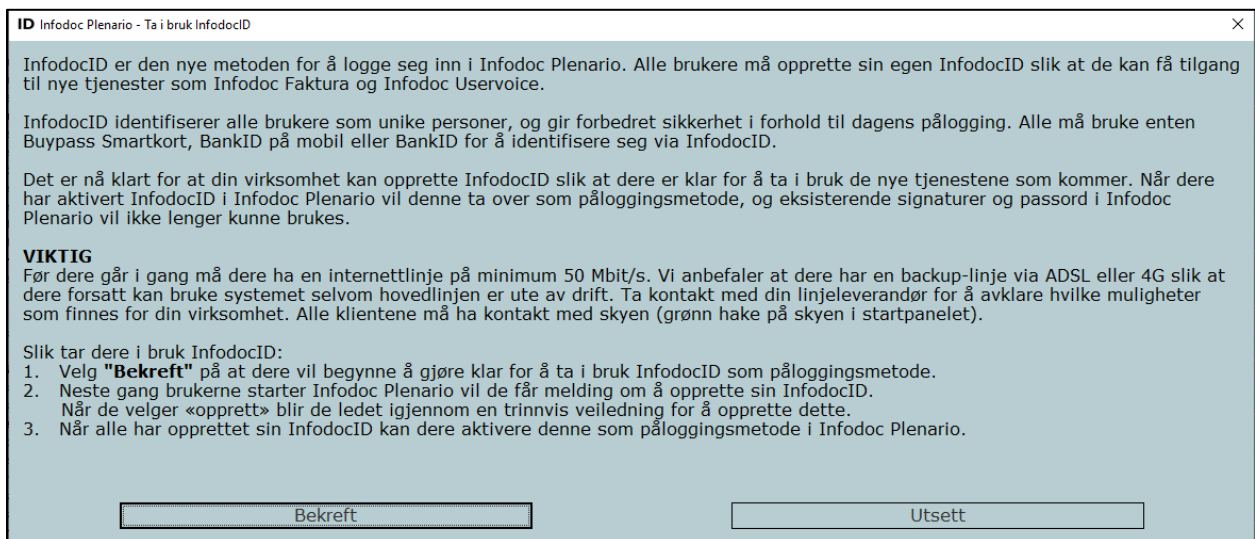 ID Infodoc Plenario - Ta i bruk InfodocID
InfodocID er den nye metoden for å logge seg inn i Infodoc Plenario. Alle brukere må opprette sin egen InfodocID slik at de kan få tilgang
til nye tjenester som Infodoc Faktura og Infodoc Uservoice.
InfodocID identifiserer alle brukere som unike personer, og gir forbedret sikkerhet i forhold til dagens pålogging. Alle må bruke enten
Buypass Smartkort, BankID på mobil eller BankID for å identifisere seg via InfodocID.
Det er nå klart for at din virksomhet kan opprette InfodocID slik at dere er klar for å ta i bruk de nye tjenestene som kommer. Når dere
har aktivert InfodocID i Infodoc Plenario vil denne ta over som påloggingsmetode, og eksisterende signaturer og passord i Infodoc
Plenario vil ikke lenger kunne brukes.
VIKTIG
Før dere går i gang må dere ha en internettlinje på minimum 50 Mbit/s. Vi anbefaler at dere har en backup-linje via ADSL eller 4G slik at
dere forsatt kan bruke systemet selvom hovedlinjen er ute av drift. Ta kontakt med din linjeleverandør for å avklare hvilke muligheter
som finnes for din virksomhet. Alle klientene må ha kontakt med skyen (grønn hake på skyen i startpanelet).
Slik tar dere i bruk InfodocID:
1. Velg "Bekreft" på at dere vil begynne å gjøre klar for å ta i bruk InfodocID som påloggingsmetode.
2. Neste gang brukerne starter Infodoc Plenario vil de får melding om å opprette sin InfodocID.
Når de velger «opprett» blir de ledet igjennom en trinnvis veiledning for å opprette dette.
3. Når alle har opprettet sin InfodocID kan dere aktivere denne som påloggingsmetode i Infodoc Plenario.
Bekreft
Utsett